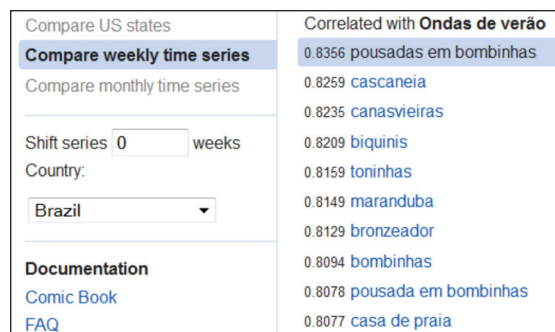 Compare US states
Compare weekly time series
Compare monthly time series
Shift series 0 weeks
Country:
Brazil
Documentation
Comic Book
FAQ
Correlated with Ondas de verão
0.8356 pousadas em bombinhas
0.8259 cascaneia
0.8235 canasvieiras
0.8209 biquinis
0.8159 toninhas
0.8149 maranduba
0.8129 bronzeador
0.8094 bombinhas
0.8078 pousada em bombinhas
0.8077 casa de praia